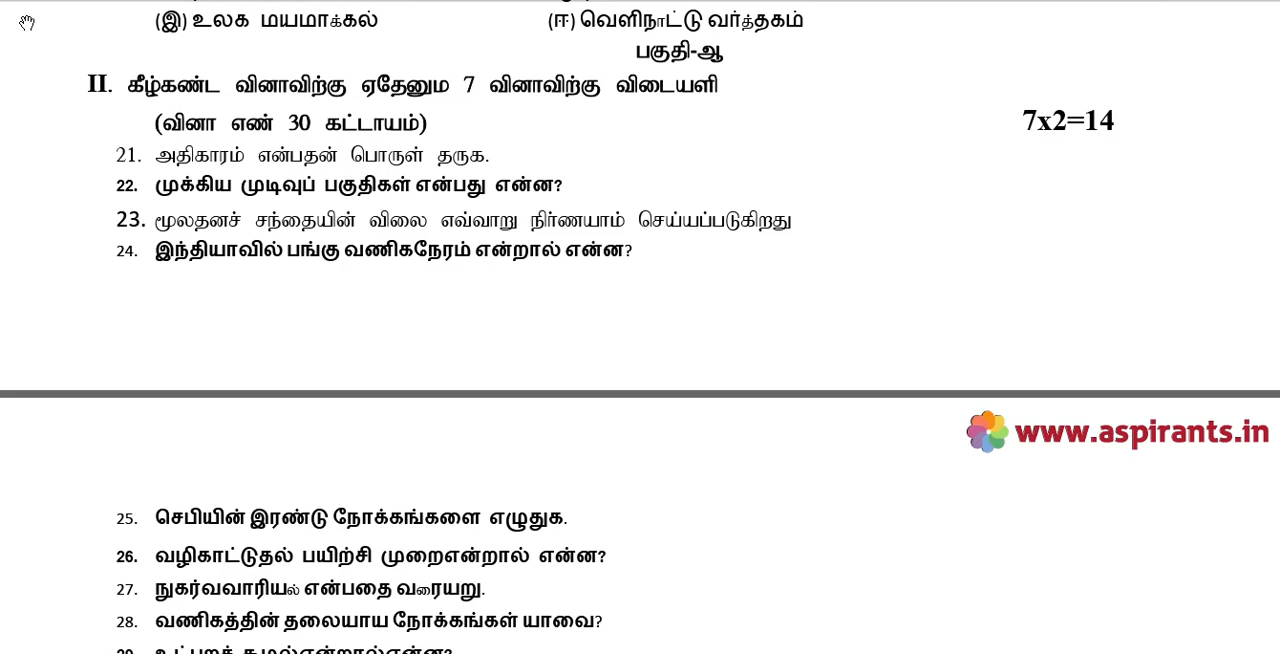 (இ) உலக மயமாக்கல் (ஈ) வெளிநாட்டு வர்த்தகம்
பகுதி-ஆ
II. கீழ்கண்ட வினாவிற்கு ஏதேனும 7 வினாவிற்கு விடையளி
(வினா எண் 30 கட்டாயம்) 7x2=14
21. அதிகாரம் என்பதன் பொருள் தருக.
22. முக்கிய முடிவுப் பகுதிகள் என்பது என்ன?
23. மூலதனச் சந்தையின் விலை எவ்வாறு நிர்ணயாம் செய்யப்படுகிறது
24. இந்தியாவில் பங்கு வணிகநேரம் என்றால் என்ன?
www.aspirants.in
25. செபியின் இரண்டு நோக்கங்களை எழுதுக.
26. வழிகாட்டுதல் பயிற்சி முறைஎன்றால் என்ன?
27. நுகர்வவாரியல் என்பதை வரையறு.
28. வணிகத்தின் தலையாய நோக்கங்கள் யாவை?